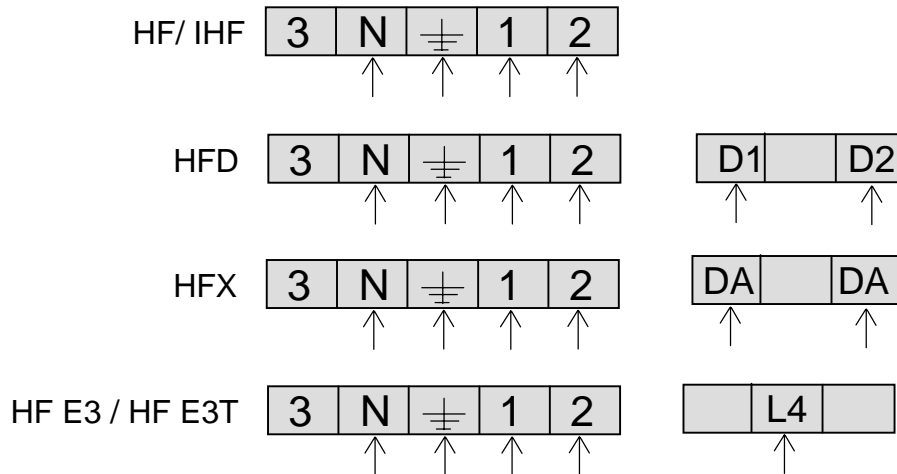 HF/ IHF 3 N 1 2
HFD 3 N 1 2 D1 D2
HFX 3 N 1 2 DA DA
HF E3 / HF E3T 3 N 1 2 L4